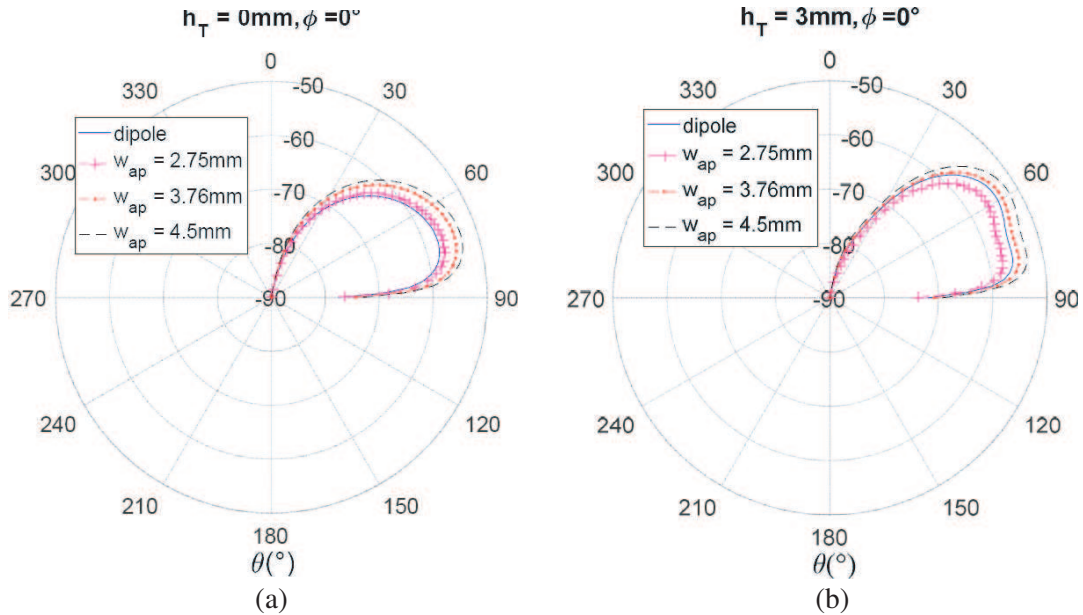 h_T = 0mm, ϕ =0°
0
330
30
300
60
270
90
240
120
210
150
180
-50
-60
-70
-80
-90
dipole
w_ap = 2.75mm
w_ap = 3.76mm
w_ap = 4.5mm
θ(°)
(a)
h_T = 3mm, ϕ =0°
0
330
30
300
60
270
90
240
120
210
150
180
-50
-60
-70
-80
-90
dipole
w_ap = 2.75mm
w_ap = 3.76mm
w_ap = 4.5mm
θ(°)
(b)